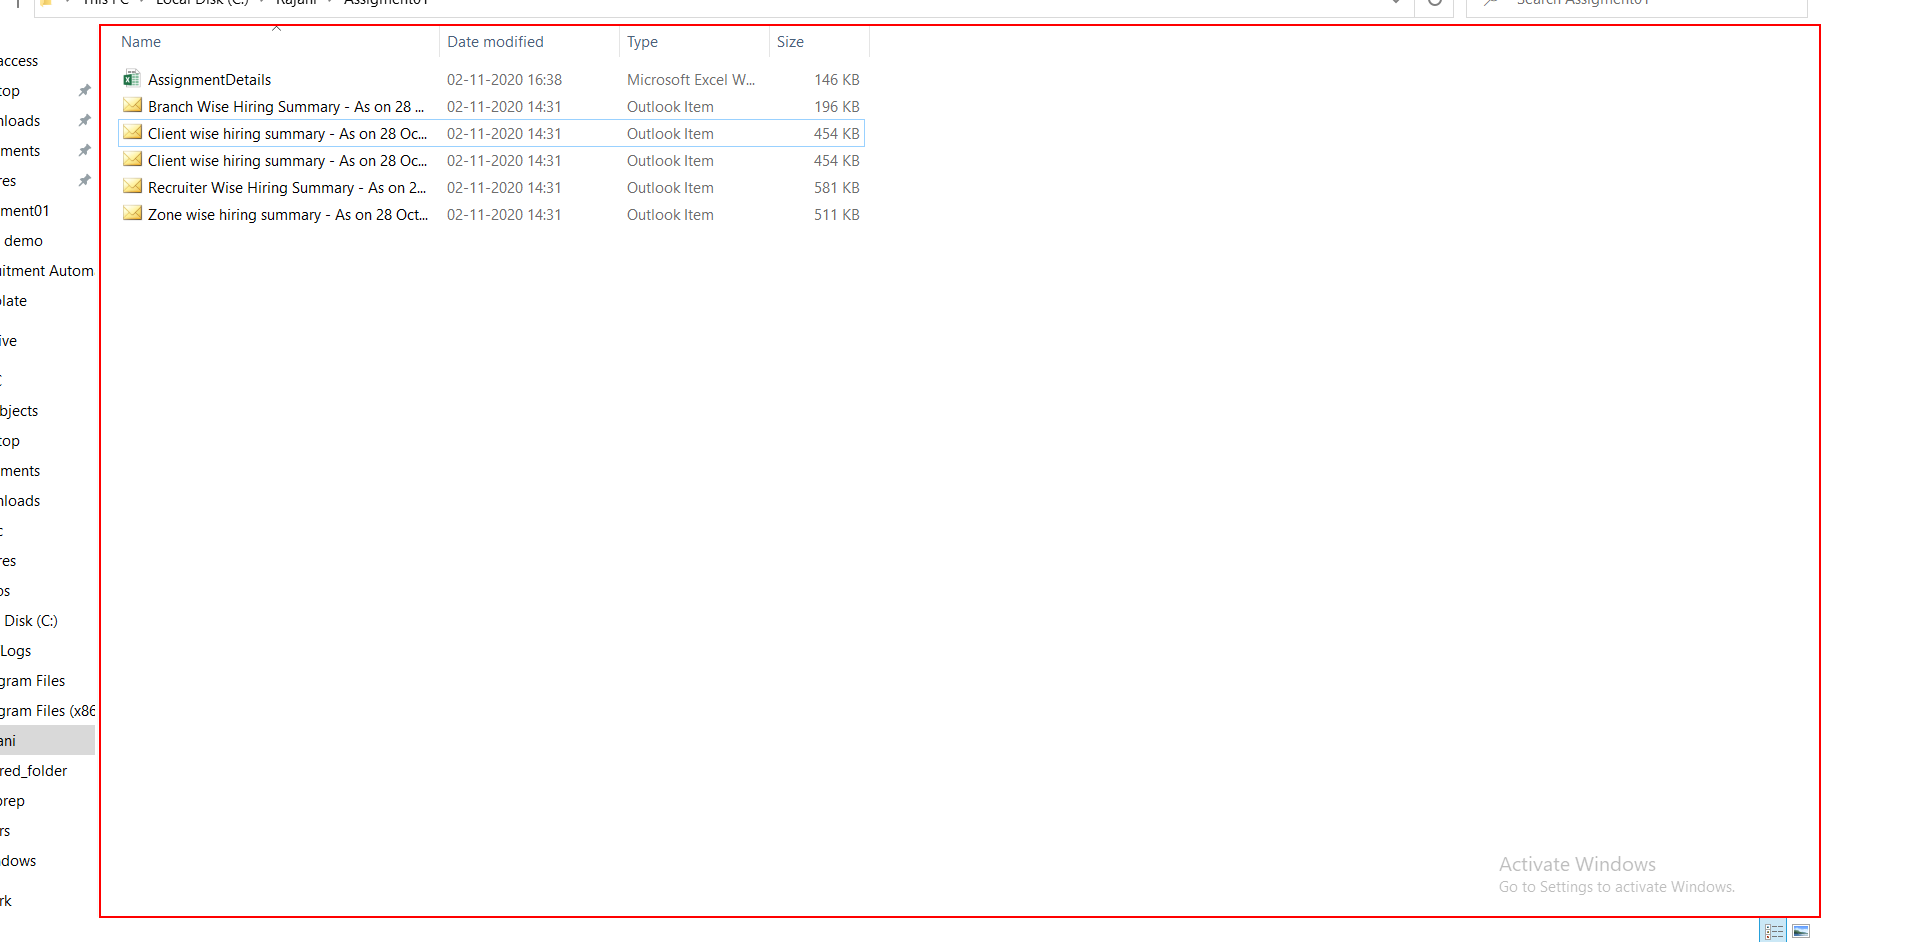 This PC Local Disk (C:) Rajani Assigment01
Search Assigment01
Name Date modified Type Size
AssignmentDetails 02-11-2020 16:38 Microsoft Excel W... 146 KB
Branch Wise Hiring Summary - As on 28 ... 02-11-2020 14:31 Outlook Item 196 KB
Client wise hiring summary - As on 28 Oc... 02-11-2020 14:31 Outlook Item 454 KB
Client wise hiring summary - As on 28 Oc... 02-11-2020 14:31 Outlook Item 454 KB
Recruiter Wise Hiring Summary - As on 2... 02-11-2020 14:31 Outlook Item 581 KB
Zone wise hiring summary - As on 28 Oct... 02-11-2020 14:31 Outlook Item 511 KB
access
top
nloads
ments
res
ment01
demo
uitment Autom
plate
ive
bjects
top
ments
nloads
c
res
os
Disk (C:)
Logs
gram Files
gram Files (x86
ani
red_folder
prep
rs
dows
rk
Activate Windows
Go to Settings to activate Windows.